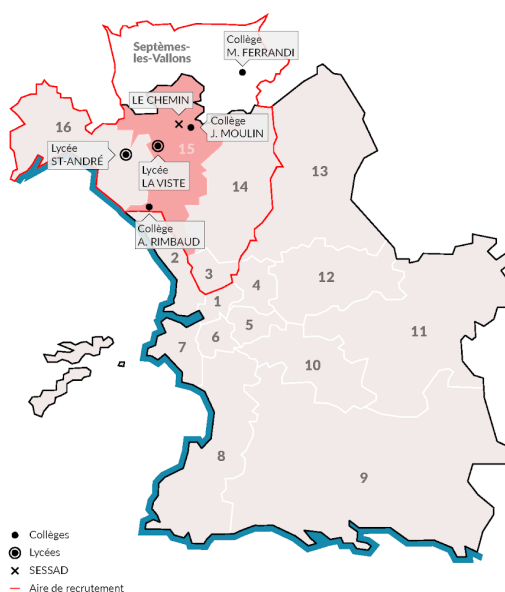 Collège
M. FERRANDI
Septèmes-
les-Vallons
LE CHEMIN
16
Collège
J. MOULIN
15
Lycée
ST-ANDRÉ
Lycée
LA VISTE
13
14
Collège
A. RIMBAUD
2
3
4
12
1
5
6
11
7
10
8
9
Collèges
Lycées
SESSAD
Aire de recrutement